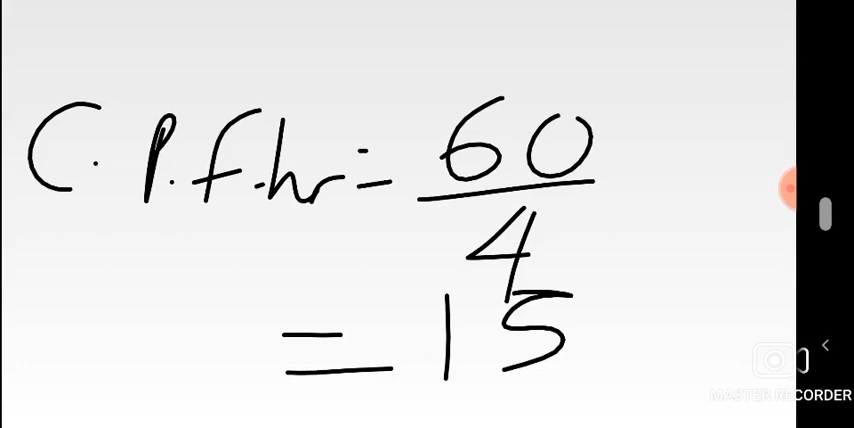 C.P.f.hr = 60
4
= 15
MASTER RECORDER